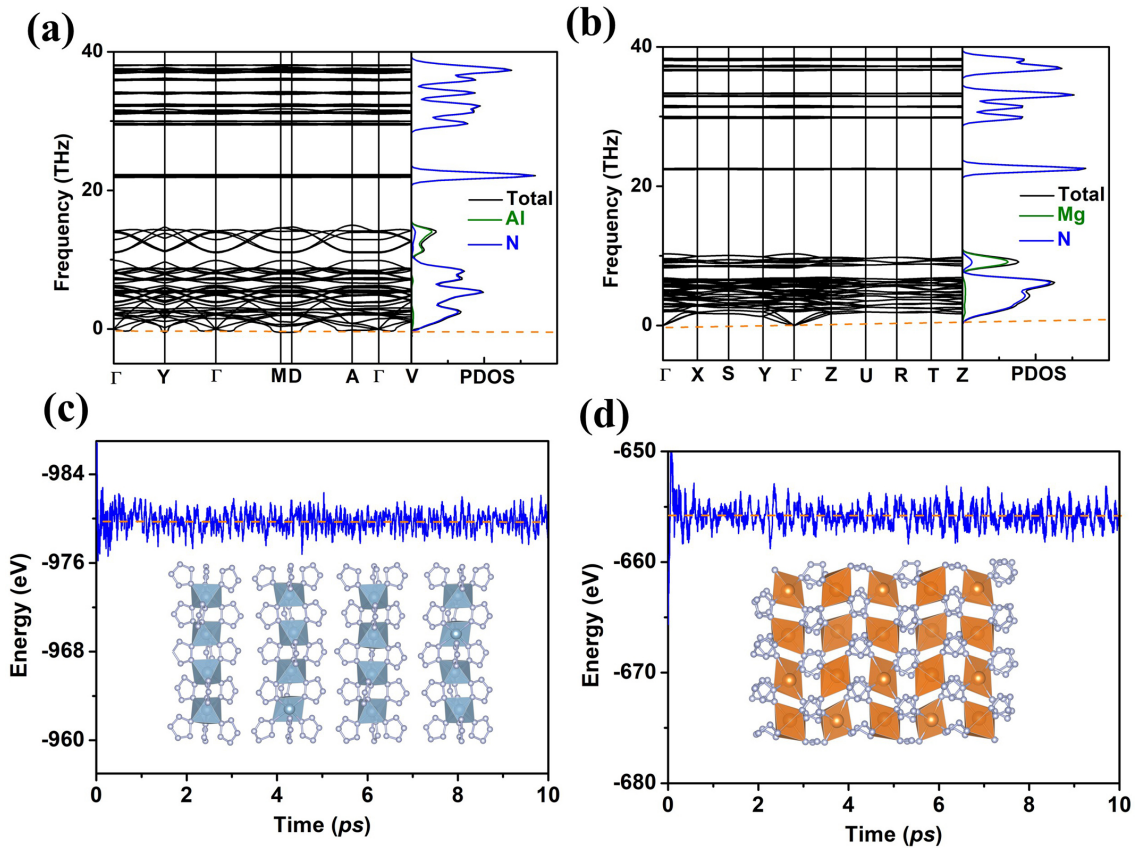 (a)
40
20
0
Frequency (THz)
Total
Al
N
Γ Y Γ M D A Γ V PDOS
(b)
40
30
20
10
0
Frequency (THz)
Total
Mg
N
Γ X S Y Γ Z U R T Z PDOS
(c)
-984
-976
-968
-960
Energy (eV)
0 2 4 6 8 10
Time (ps)
(d)
-650
-660
-670
-680
Energy (eV)
0 2 4 6 8 10
Time (ps)